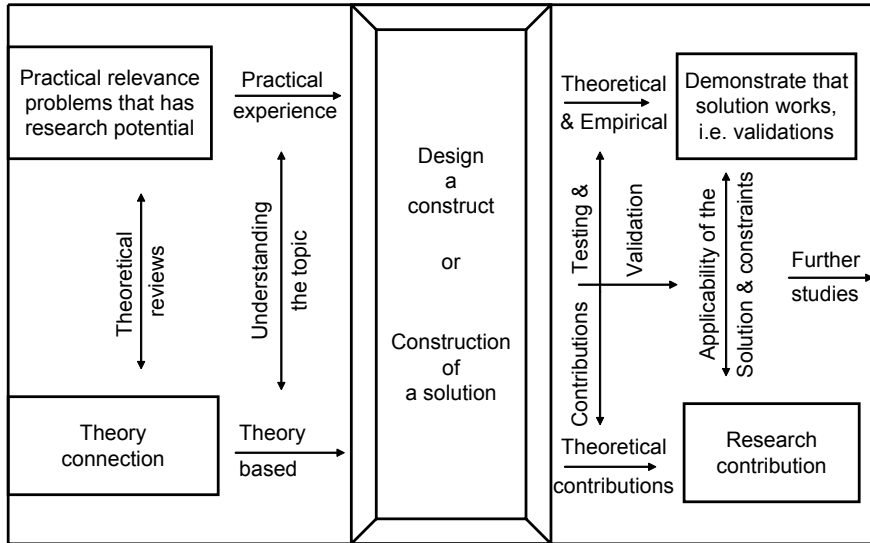 Practical relevance
problems that has
research potential
Practical
experience
Theoretical
reviews
Understanding
the topic
Theory
connection
Theory
based
Design
a
construct
or
Construction
of
a solution
Theoretical
& Empirical
Demonstrate that
solution works,
i.e. validations
Contributions Testing &
Validation
Applicability of the
Solution & constraints
Further
studies
Theoretical
contributions
Research
contribution